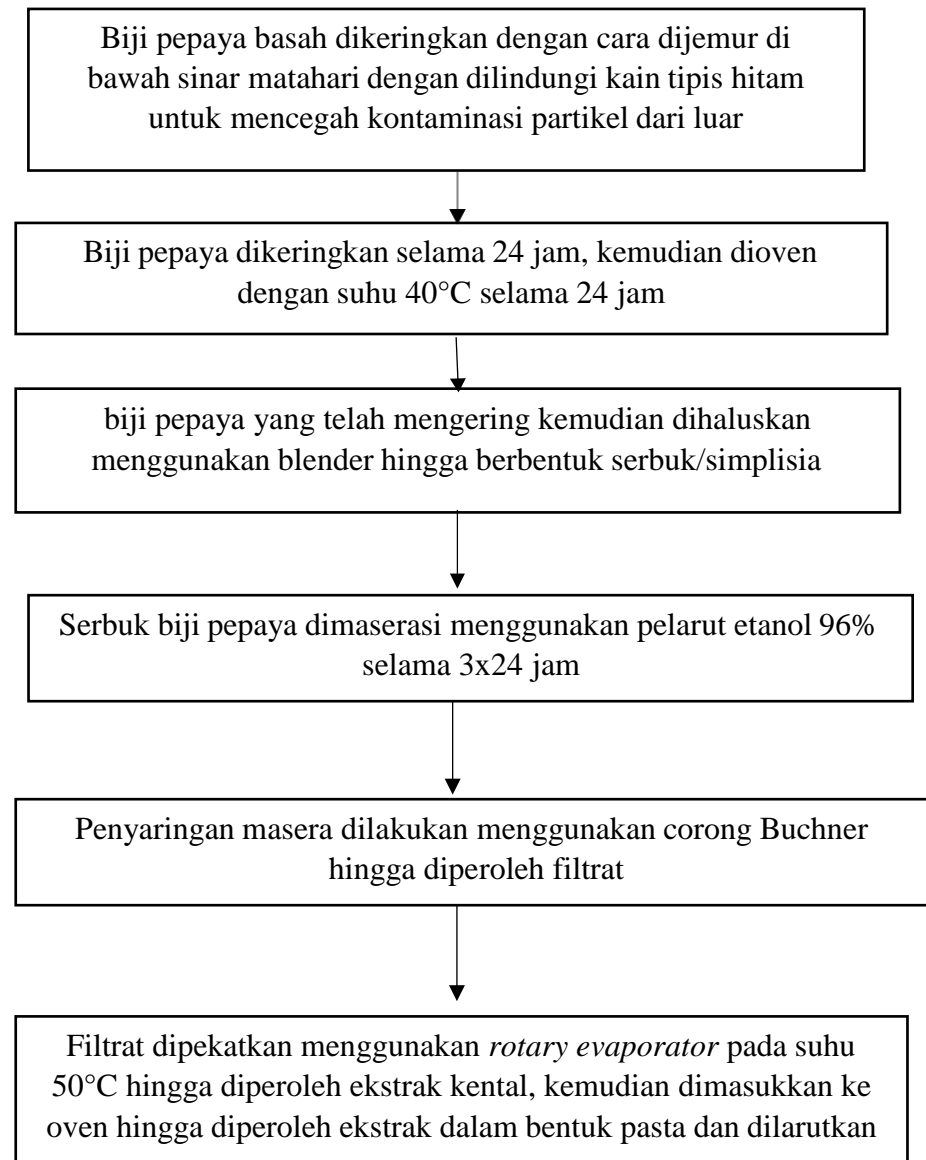 Biji pepaya basah dikeringkan dengan cara dijemur di
bawah sinar matahari dengan dilindungi kain tipis hitam
untuk mencegah kontaminasi partikel dari luar
Biji pepaya dikeringkan selama 24 jam, kemudian dioven
dengan suhu 40°C selama 24 jam
biji pepaya yang telah mengering kemudian dihaluskan
menggunakan blender hingga berbentuk serbuk/simplisia
Serbuk biji pepaya dimaserasi menggunakan pelarut etanol 96%
selama 3x24 jam
Penyaringan masera dilakukan menggunakan corong Buchner
hingga diperoleh filtrat
Filtrat dipekatkan menggunakan rotary evaporator pada suhu
50°C hingga diperoleh ekstrak kental, kemudian dimasukkan ke
oven hingga diperoleh ekstrak dalam bentuk pasta dan dilarutkan